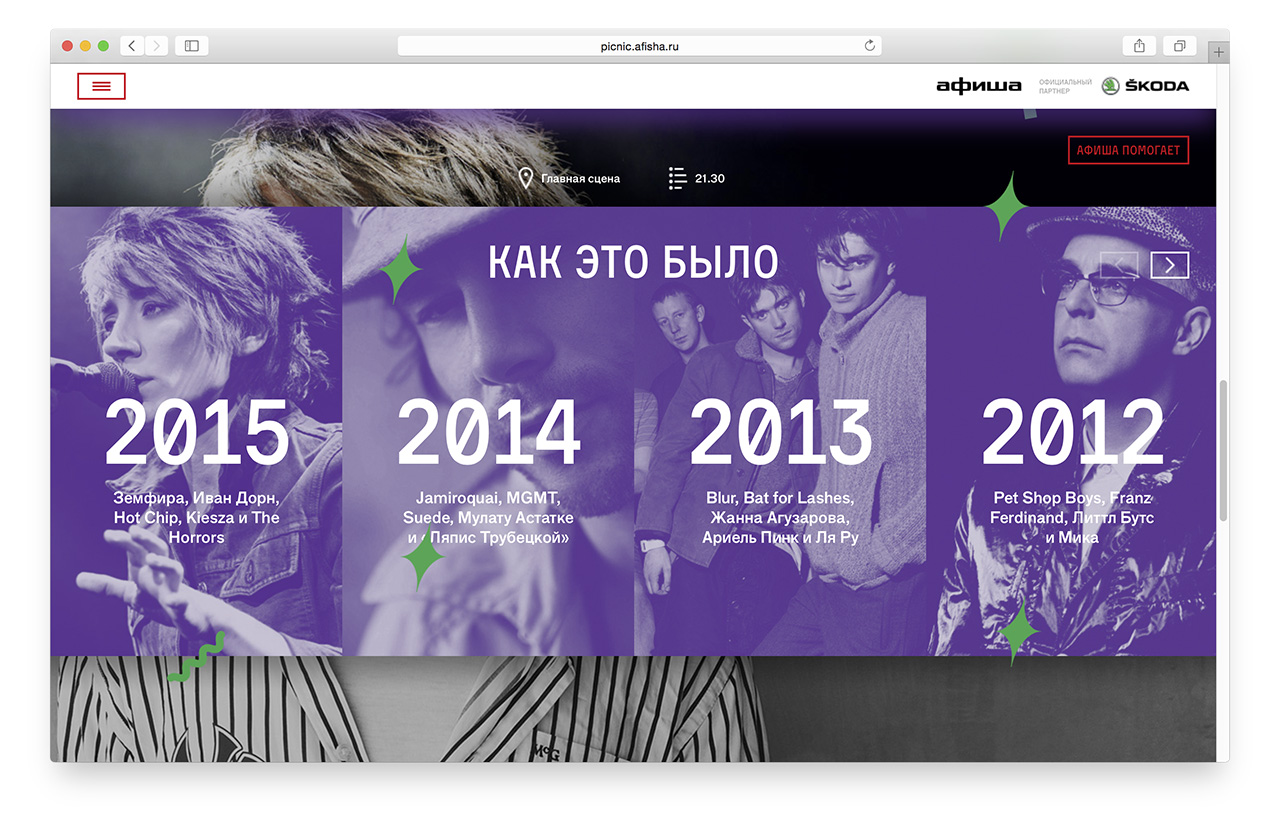 picnic.afisha.ru
афиша
ОФИЦИАЛЬНЫЙ
ПАРТНЕР
ŠKODA
АФИША ПОМОГАЕТ
Главная сцена
21.30
КАК ЭТО БЫЛО
2015
Земфира, Иван Дорн,
Hot Chip, Kiesza и The
Horrors
2014
Jamiroquai, MGMT,
Suede, Мулату Астатке
и «Ляпис Трубецкой»
2013
Blur, Bat for Lashes,
Жанна Агузарова,
Ариель Пинк и Ля Ру
2012
Pet Shop Boys, Franz
Ferdinand, Литтл Бутс
и Мика
McG